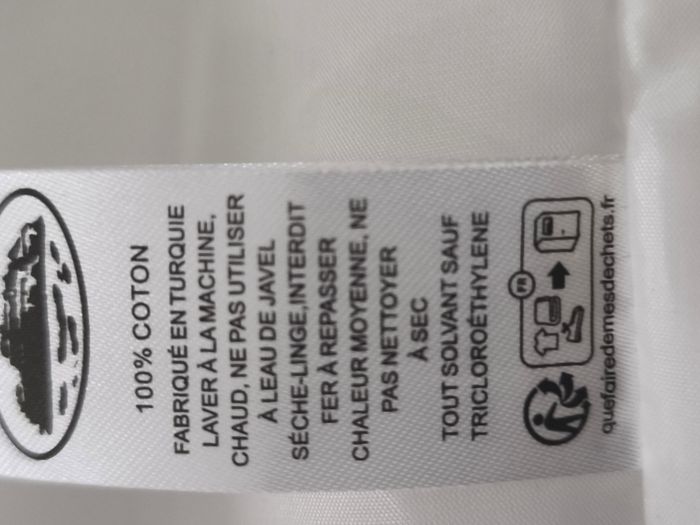 100% COTON
FABRIQUÉ EN TURQUIE
LAVER À LA MACHINE,
CHAUD, NE PAS UTILISER
À LEAU DE JAVEL
SÉCHE-LINGE,INTERDIT
FER À REPASSER
CHALEUR MOYENNE, NE
PAS NETTOYER
À SEC
TOUT SOLVANT SAUF
TRICLOROÉTHYLENE
FR
quefairedemesdechets.fr